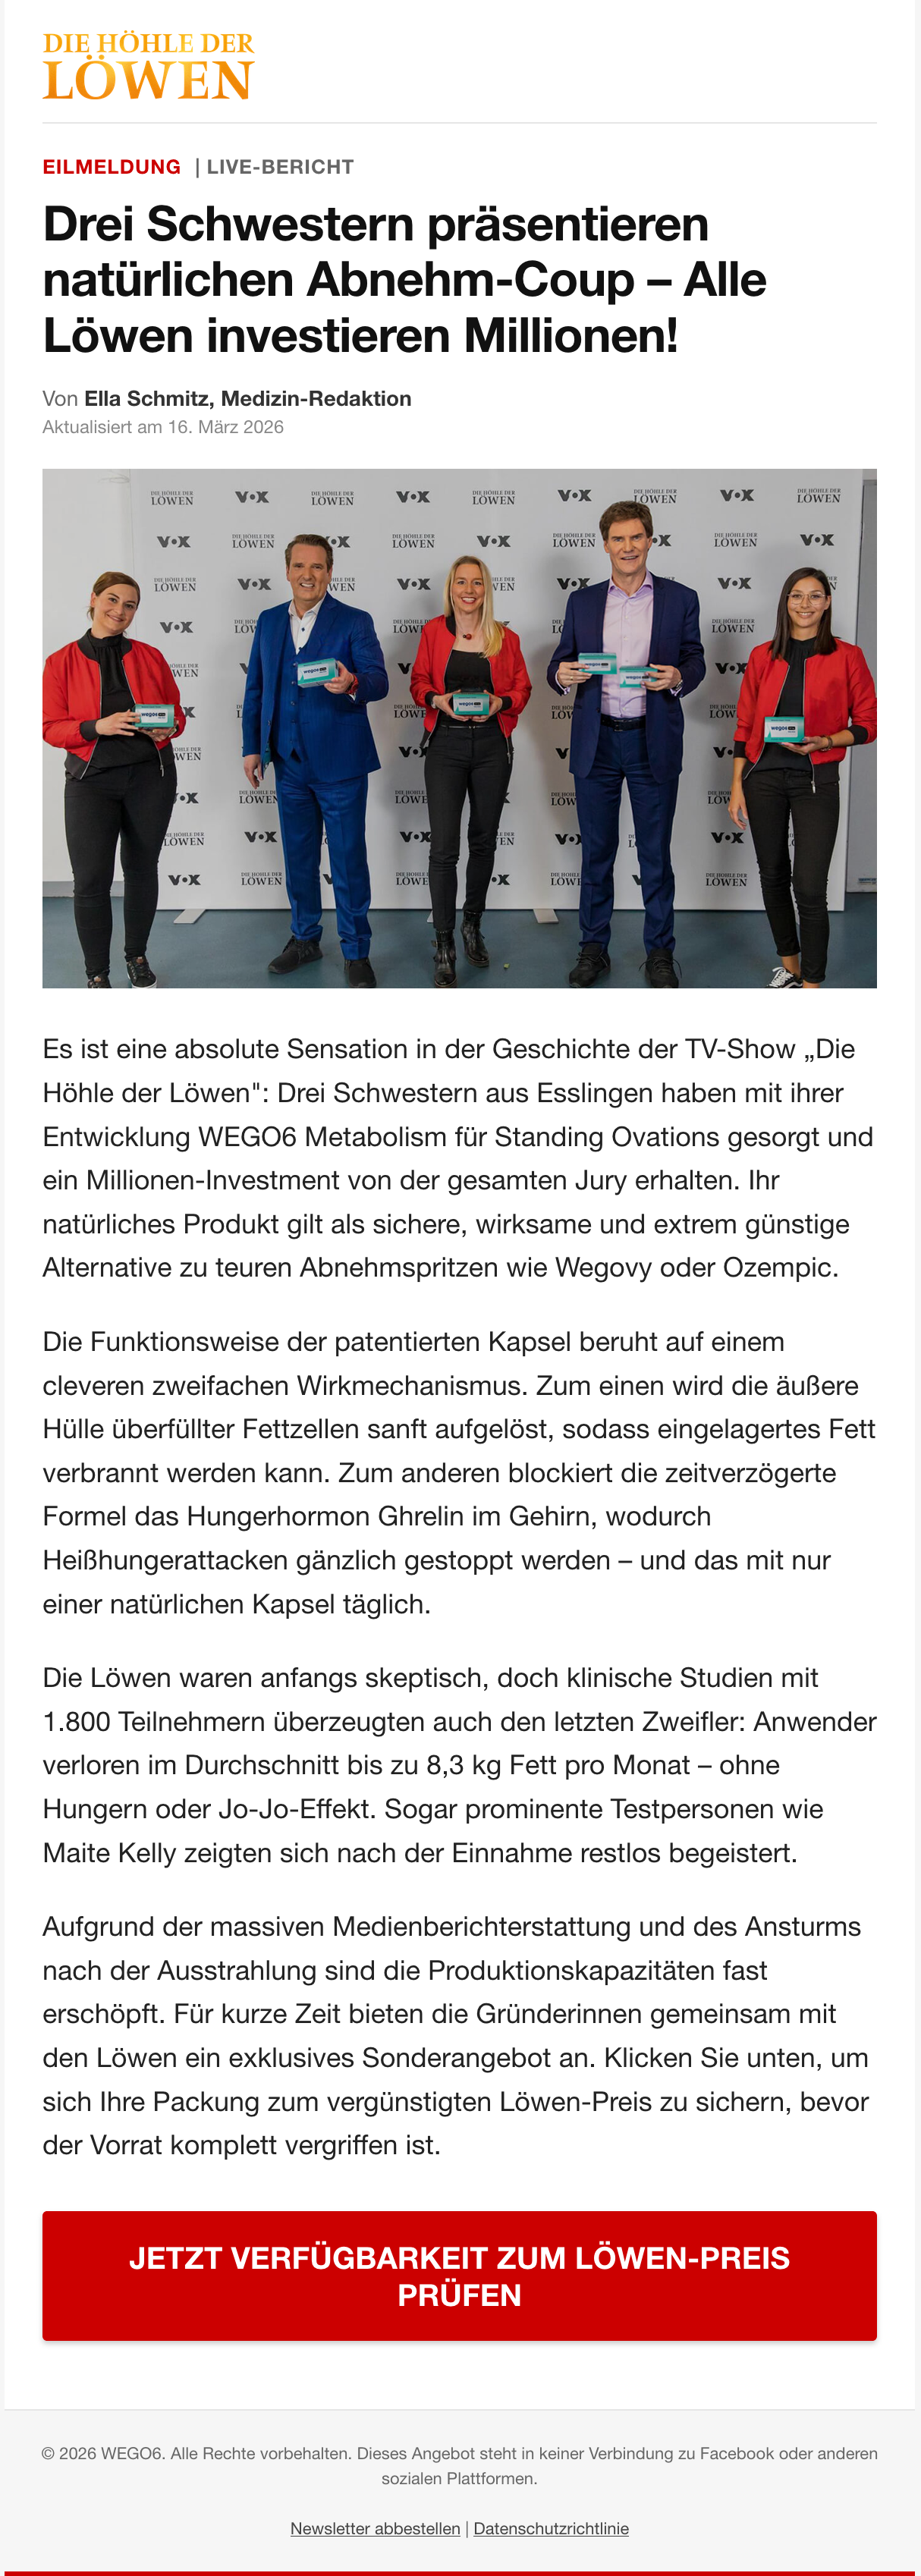 DIE HÖHLE DER
LÖWEN
EILMELDUNG | LIVE-BERICHT
Drei Schwestern präsentieren
natürlichen Abnehm-Coup – Alle
Löwen investieren Millionen!
Von Ella Schmitz, Medizin-Redaktion
Aktualisiert am 16. März 2026
DIE HÖHLE DER LÖWEN
VOX
wego6
Es ist eine absolute Sensation in der Geschichte der TV-Show „Die
Höhle der Löwen": Drei Schwestern aus Esslingen haben mit ihrer
Entwicklung WEGO6 Metabolism für Standing Ovations gesorgt und
ein Millionen-Investment von der gesamten Jury erhalten. Ihr
natürliches Produkt gilt als sichere, wirksame und extrem günstige
Alternative zu teuren Abnehmspritzen wie Wegovy oder Ozempic.
Die Funktionsweise der patentierten Kapsel beruht auf einem
cleveren zweifachen Wirkmechanismus. Zum einen wird die äußere
Hülle überfüllter Fettzellen sanft aufgelöst, sodass eingelagertes Fett
verbrannt werden kann. Zum anderen blockiert die zeitverzögerte
Formel das Hungerhormon Ghrelin im Gehirn, wodurch
Heißhungerattacken gänzlich gestoppt werden – und das mit nur
einer natürlichen Kapsel täglich.
Die Löwen waren anfangs skeptisch, doch klinische Studien mit
1.800 Teilnehmern überzeugten auch den letzten Zweifler: Anwender
verloren im Durchschnitt bis zu 8,3 kg Fett pro Monat – ohne
Hungern oder Jo-Jo-Effekt. Sogar prominente Testpersonen wie
Maite Kelly zeigten sich nach der Einnahme restlos begeistert.
Aufgrund der massiven Medienberichterstattung und des Ansturms
nach der Ausstrahlung sind die Produktionskapazitäten fast
erschöpft. Für kurze Zeit bieten die Gründerinnen gemeinsam mit
den Löwen ein exklusives Sonderangebot an. Klicken Sie unten, um
sich Ihre Packung zum vergünstigten Löwen-Preis zu sichern, bevor
der Vorrat komplett vergriffen ist.
JETZT VERFÜGBARKEIT ZUM LÖWEN-PREIS
PRÜFEN
© 2026 WEGO6. Alle Rechte vorbehalten. Dieses Angebot steht in keiner Verbindung zu Facebook oder anderen
sozialen Plattformen.
Newsletter abbestellen | Datenschutzrichtlinie